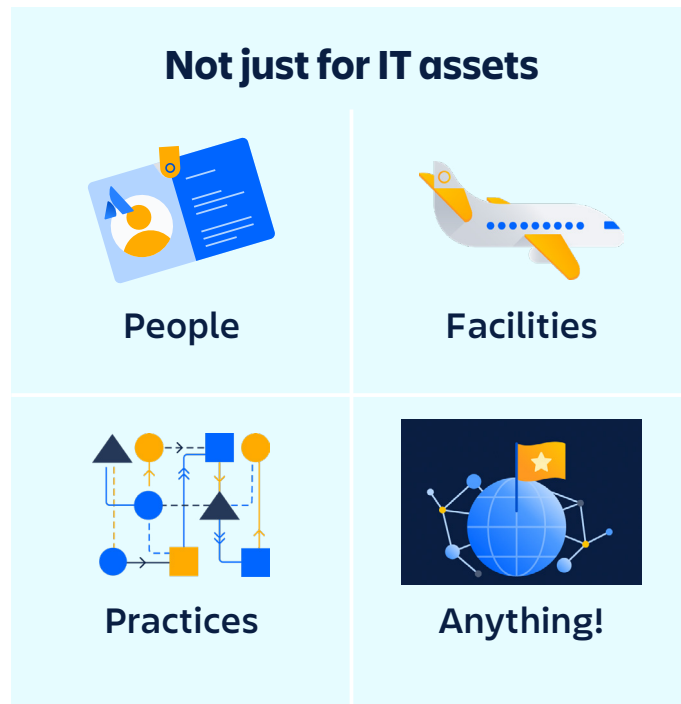 Not just for IT assets
People
Facilities
Practices
Anything!